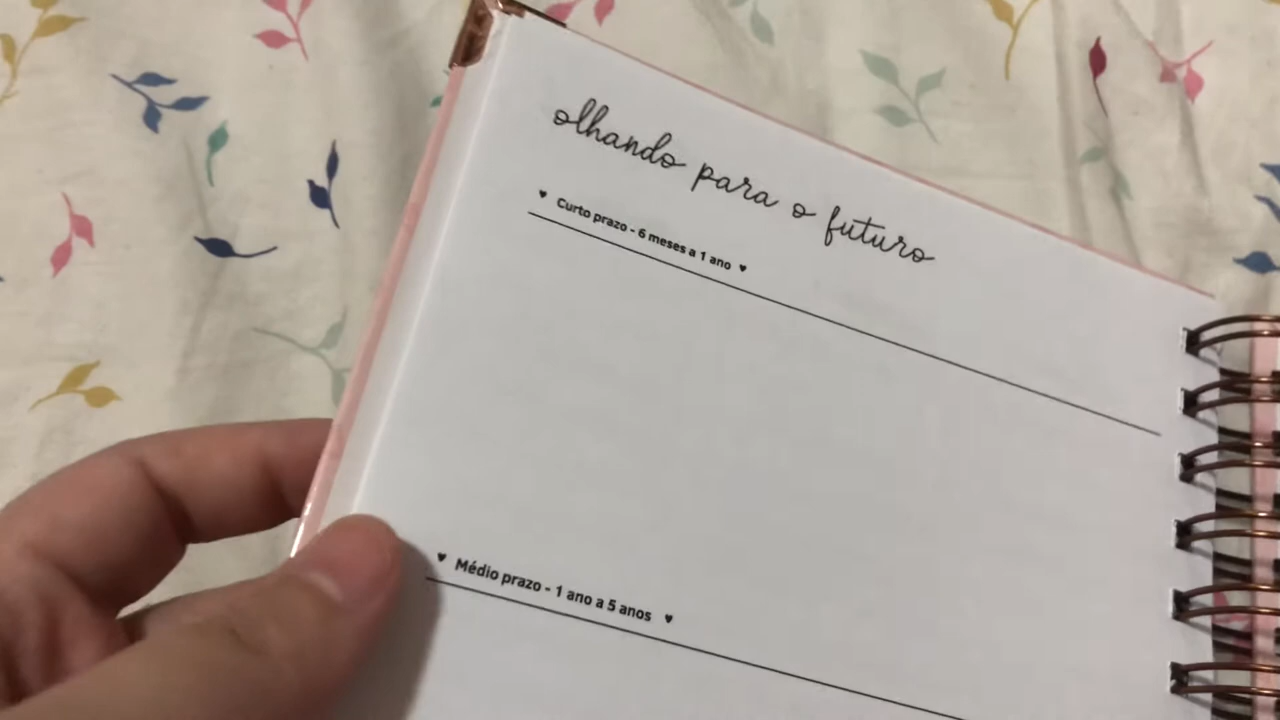 olhando para o futuro
♥ Curto prazo - 6 meses a 1 ano ♥
♥ Médio prazo - 1 ano a 5 anos ♥